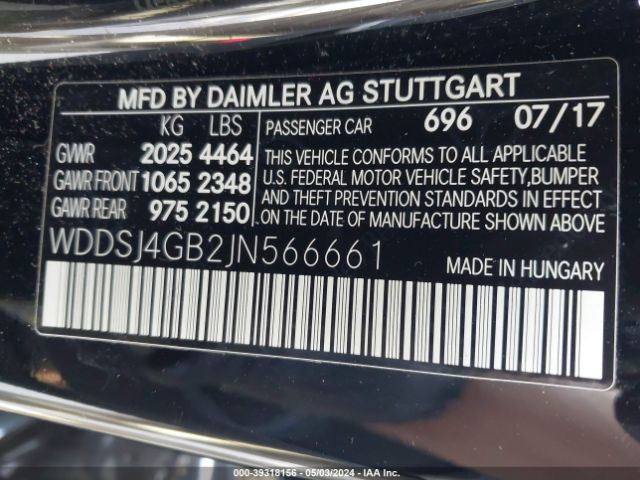 MFD BY DAIMLER AG STUTTGART
KG LBS
GVWR 2025 4464
GAWR FRONT 1065 2348
GAWR REAR 975 2150
PASSENGER CAR 696 07/17
THIS VEHICLE CONFORMS TO ALL APPLICABLE
U.S. FEDERAL MOTOR VEHICLE SAFETY,BUMPER
AND THEFT PREVENTION STANDARDS IN EFFECT
ON THE DATE OF MANUFACTURE SHOWN ABOVE
WDDSJ4GB2JN566661
MADE IN HUNGARY
000-39318156 - 05/03/2024 - IAA Inc.